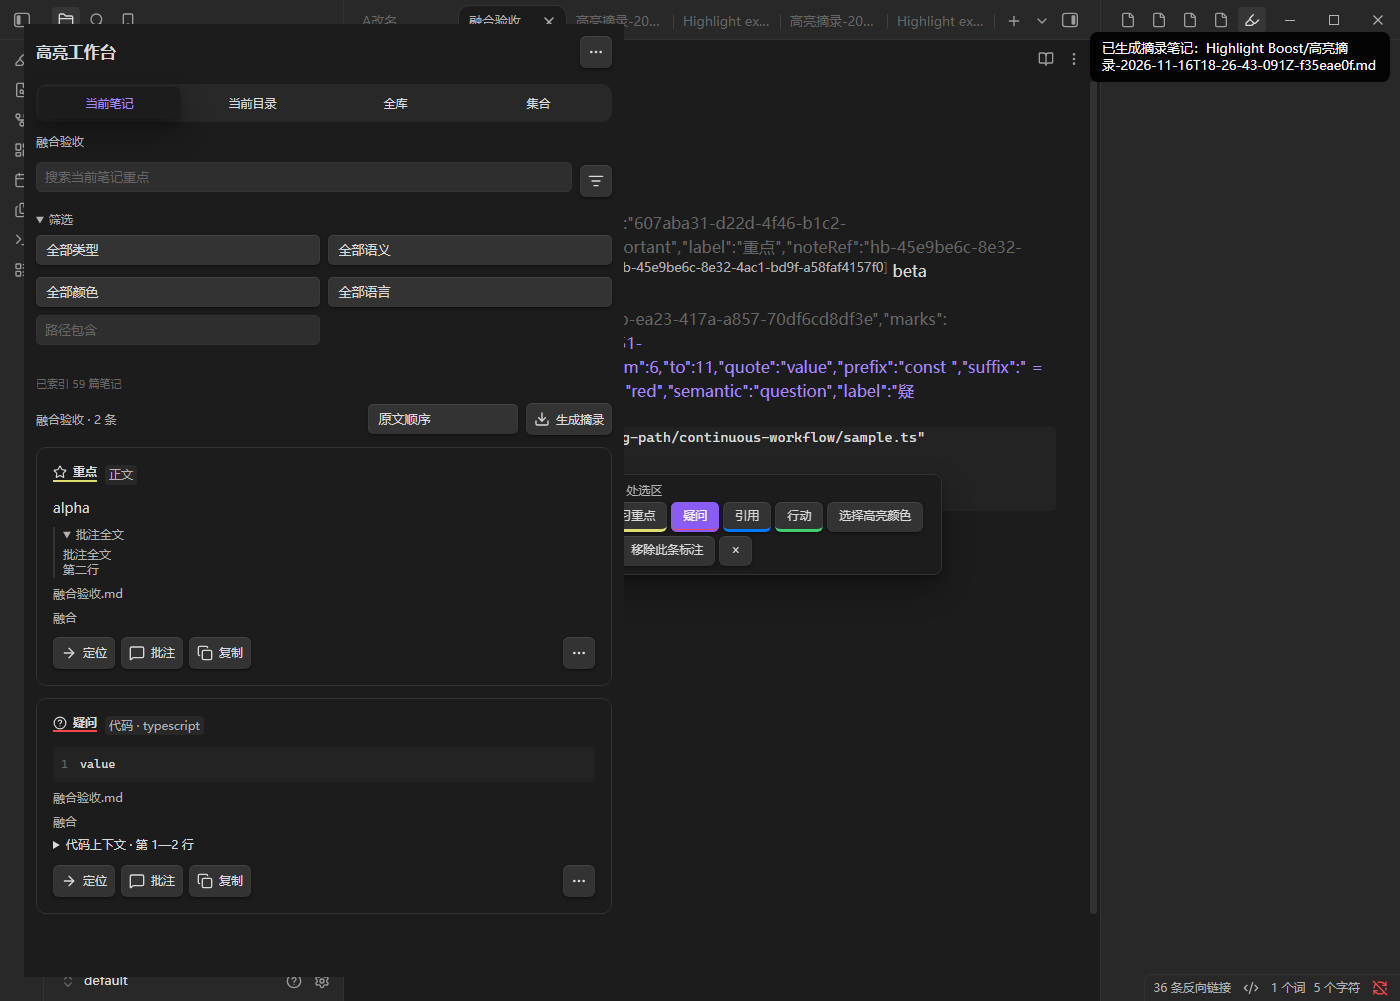 A改名
融合验收
高亮摘录-20...
Highlight ex...
高亮摘录-20...
Highlight ex...
已生成摘录笔记：Highlight Boost/高亮摘
录-2026-11-16T18-26-43-091Z-f35eae0f.md
高亮工作台
当前笔记
当前目录
全库
集合
融合验收
搜索当前笔记重点
筛选
全部类型
全部语义
全部颜色
全部语言
路径包含
已索引 59 篇笔记
融合验收 · 2 条
原文顺序
生成摘录
重点
正文
alpha
批注全文
批注全文
第二行
融合验收.md
融合
定位
批注
复制
疑问
代码 · typescript
1 value
融合验收.md
融合
代码上下文 · 第 1—2 行
定位
批注
复制
:"607aba31-d22d-4f46-b1c2-
ortant","label":"重点","noteRef":"hb-45e9be6c-8e32-
b-45e9be6c-8e32-4ac1-bd9f-a58faf4157f0] beta
-ea23-417a-a857-70df6cd8df3e","marks":
51-
m":6,"to":11,"quote":"value","prefix":"const ","suffix":" =
"red","semantic":"question","label":"疑
g-path/continuous-workflow/sample.ts"
处选区
重点
疑问
引用
行动
选择高亮颜色
移除此条标注
×
default
36 条反向链接
1 个词
5 个字符